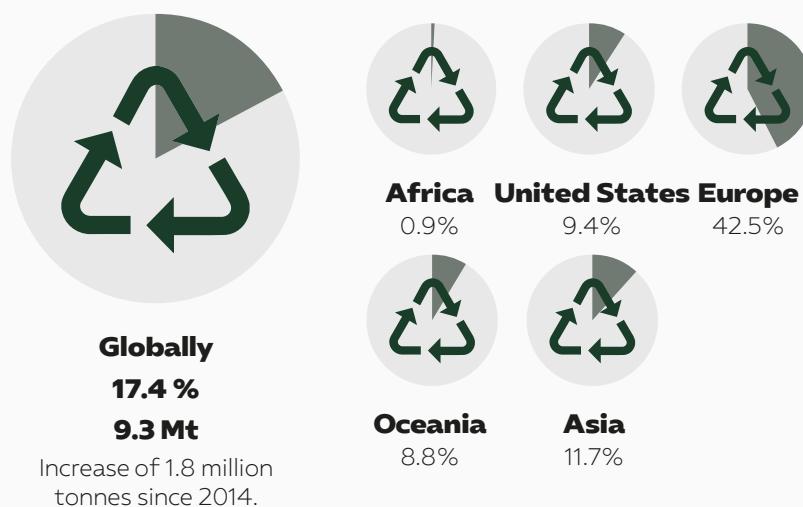 Globally
17.4 %
9.3 Mt
Increase of 1.8 million
tonnes since 2014.
Africa
0.9%
United States
9.4%
Europe
42.5%
Oceania
8.8%
Asia
11.7%